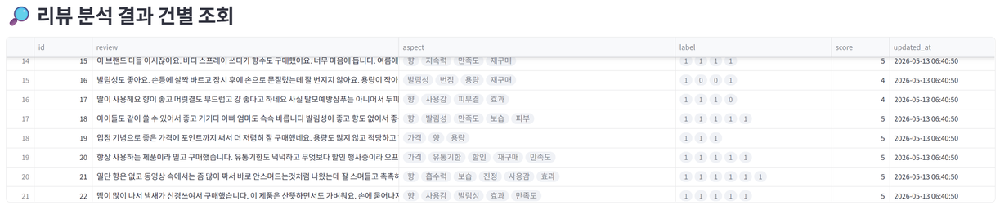 🔎 리뷰 분석 결과 건별 조회
id review aspect label score updated_at
14 15 이 브랜드 다들 아시잖아요. 바디 스프레이 쓰다가 향수도 구매했어요. 너무 마음에 듭니다. 여름에 향 지속력 만족도 재구매 1 1 1 1 5 2026-05-13 06:40:50
15 16 발림성도 좋아요. 손등에 살짝 바르고 잠시 후에 손으로 문질렀는데 잘 번지지 않아요. 용량이 작아 발림성 번짐 용량 재구매 1 0 0 1 4 2026-05-13 06:40:50
16 17 딸이 사용해요 향이 좋고 머릿결도 부드럽고 걍 좋다고 하네요 사실 탈모예방샴푸는 아니어서 두피 향 사용감 피부결 효과 1 1 1 0 4 2026-05-13 06:40:50
17 18 아이들도 같이 쓸 수 있어서 좋고 거기다 아빠 엄마도 슥슥 바릅니다 발림성이 좋고 향도 없어서 좋 향 발림성 만족도 보습 피부 1 1 1 1 1 5 2026-05-13 06:40:50
18 19 입점 기념으로 좋은 가격에 포인트까지 써서 더 저렴히 잘 구매했네요. 용량도 많지 않고 적당하고 가격 향 용량 1 1 1 5 2026-05-13 06:40:50
19 20 항상 사용하는 제품이라 믿고 구매했습니다. 유통기한도 넉넉하고 무엇보다 할인 행사중이라 오프 가격 유통기한 할인 재구매 만족도 1 1 1 1 1 5 2026-05-13 06:40:50
20 21 일단 향은 없고 동영상 속에서는 좀 많이 짜서 바로 안스며드는것처럼 나왔는데 잘 스며들고 촉촉하 향 흡수력 보습 진정 사용감 효과 1 1 1 1 1 1 5 2026-05-13 06:40:50
21 22 땀이 많이 나서 냄새가 신경쓰여서 구매했습니다. 이 제품은 산뜻하면서도 가벼워요. 손에 묻어나지 향 사용감 발림성 효과 만족도 1 1 1 1 1 5 2026-05-13 06:40:50